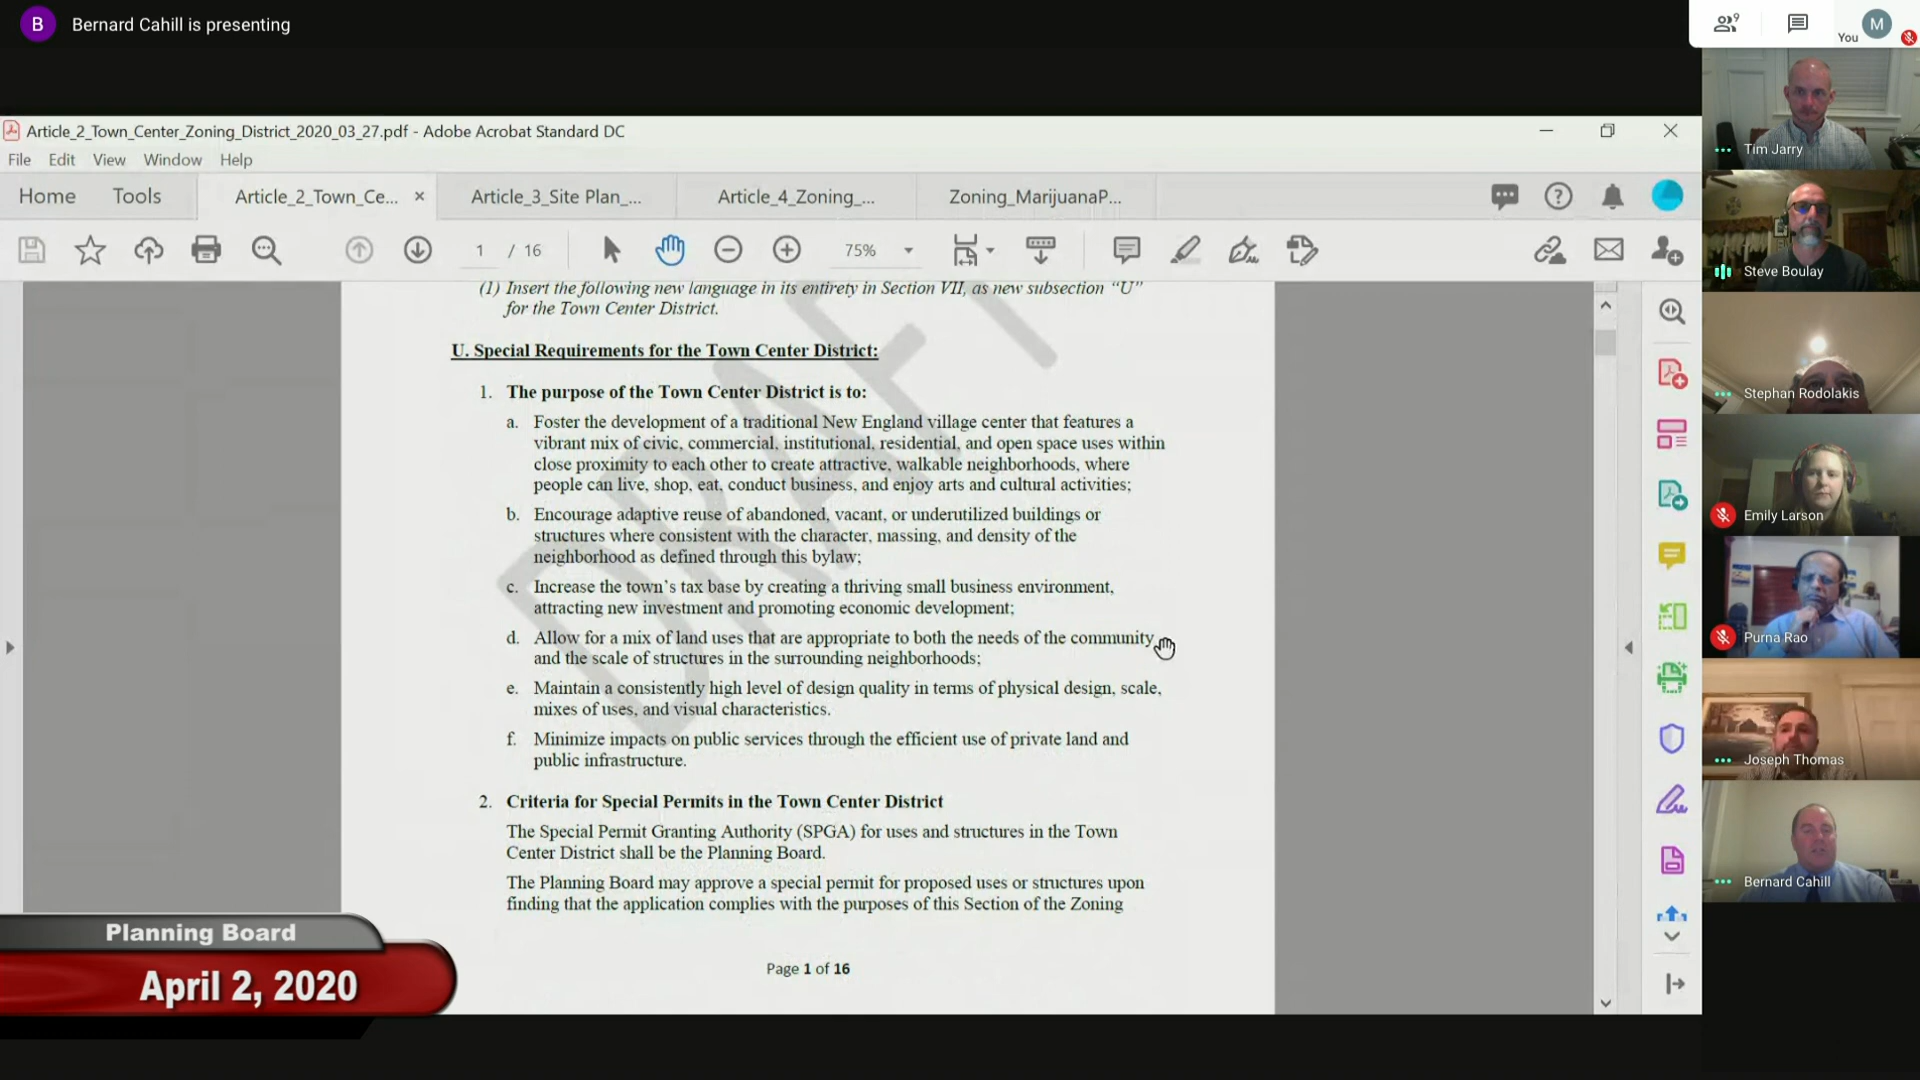 B Bernard Cahill is presenting
9
You M
Article_2_Town_Center_Zoning_District_2020_03_27.pdf - Adobe Acrobat Standard DC
File Edit View Window Help
Home Tools Article_2_Town_Ce... × Article_3_Site Plan_... Article_4_Zoning_... Zoning_MarijuanaP...
1 / 16 75%
(1) Insert the following new language in its entirety in Section VII, as new subsection “U”
for the Town Center District.
U. Special Requirements for the Town Center District:
1. The purpose of the Town Center District is to:
a. Foster the development of a traditional New England village center that features a
vibrant mix of civic, commercial, institutional, residential, and open space uses within
close proximity to each other to create attractive, walkable neighborhoods, where
people can live, shop, eat, conduct business, and enjoy arts and cultural activities;
b. Encourage adaptive reuse of abandoned, vacant, or underutilized buildings or
structures where consistent with the character, massing, and density of the
neighborhood as defined through this bylaw;
c. Increase the town’s tax base by creating a thriving small business environment,
attracting new investment and promoting economic development;
d. Allow for a mix of land uses that are appropriate to both the needs of the community
and the scale of structures in the surrounding neighborhoods;
e. Maintain a consistently high level of design quality in terms of physical design, scale,
mixes of uses, and visual characteristics.
f. Minimize impacts on public services through the efficient use of private land and
public infrastructure.
2. Criteria for Special Permits in the Town Center District
The Special Permit Granting Authority (SPGA) for uses and structures in the Town
Center District shall be the Planning Board.
The Planning Board may approve a special permit for proposed uses or structures upon
finding that the application complies with the purposes of this Section of the Zoning
Page 1 of 16
DRAFT
Planning Board
April 2, 2020
Tim Jarry
Steve Boulay
Stephan Rodolakis
Emily Larson
Purna Rao
Joseph Thomas
Bernard Cahill